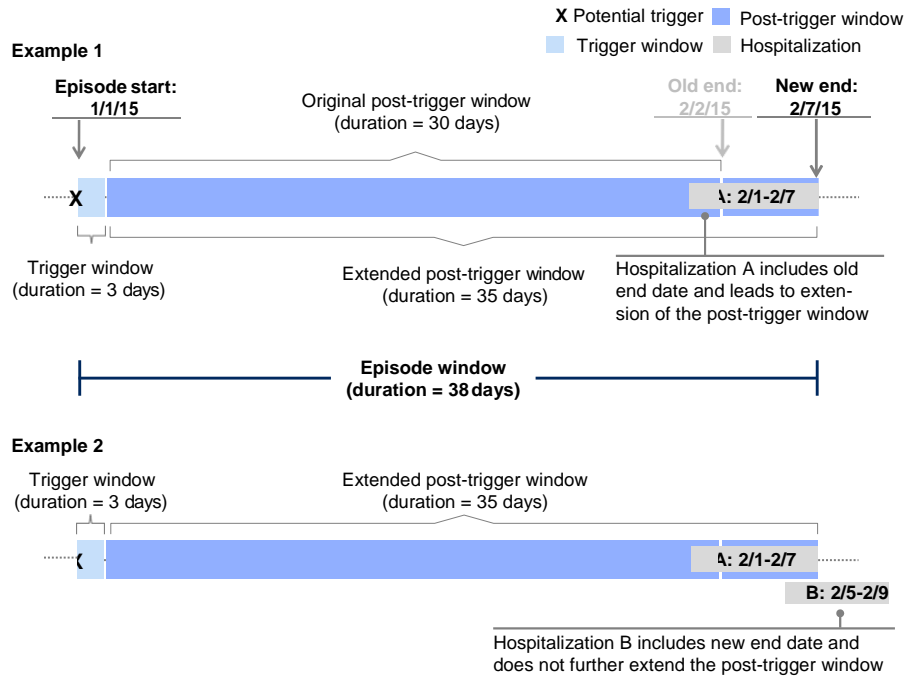 X Potential trigger
Post-trigger window
Trigger window
Hospitalization
Example 1
Episode start:
1/1/15
Original post-trigger window
(duration = 30 days)
Old end:
2/2/15
New end:
2/7/15
X
A: 2/1-2/7
Trigger window
(duration = 3 days)
Extended post-trigger window
(duration = 35 days)
Hospitalization A includes old
end date and leads to exten-
sion of the post-trigger window
Episode window
(duration = 38 days)
Example 2
Trigger window
(duration = 3 days)
Extended post-trigger window
(duration = 35 days)
X
A: 2/1-2/7
B: 2/5-2/9
Hospitalization B includes new end date and
does not further extend the post-trigger window